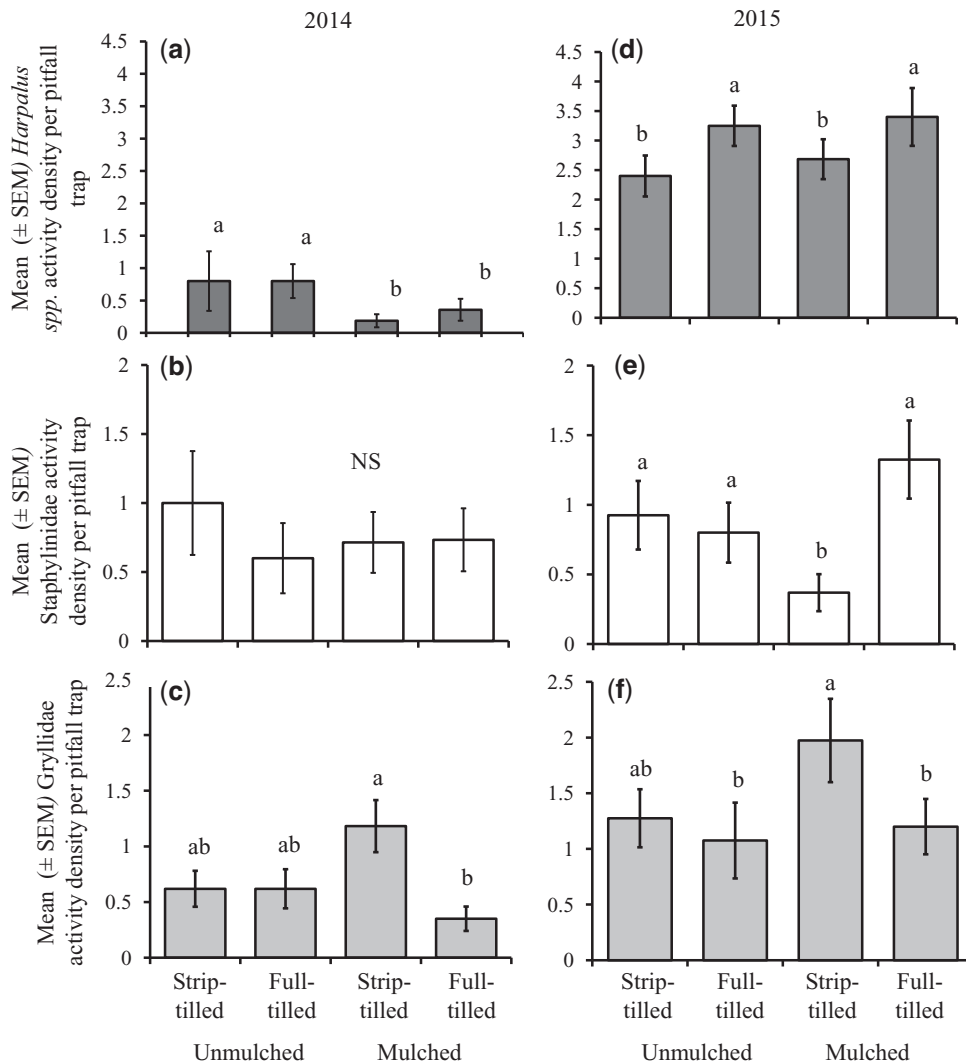 2014
2015
Mean (± SEM) Harpalus
spp. activity density per pitfall
trap
(a)
4.5
4
3.5
3
2.5
2
1.5
1
0.5
0
a
a
b
b
(d)
4.5
4
3.5
3
2.5
2
1.5
1
0.5
0
b
a
b
a
Mean (± SEM)
Staphylinidae activity
density per pitfall trap
(b)
2
1.5
1
0.5
0
NS
(e)
2
1.5
1
0.5
0
a
a
b
a
Mean (± SEM) Gryllidae
activity density per pitfall trap
(c)
2.5
2
1.5
1
0.5
0
ab
ab
a
b
(f)
2.5
2
1.5
1
0.5
0
ab
b
a
b
Strip-
tilled
Full-
tilled
Strip-
tilled
Full-
tilled
Unmulched
Mulched
Strip-
tilled
Full-
tilled
Strip-
tilled
Full-
tilled
Unmulched
Mulched